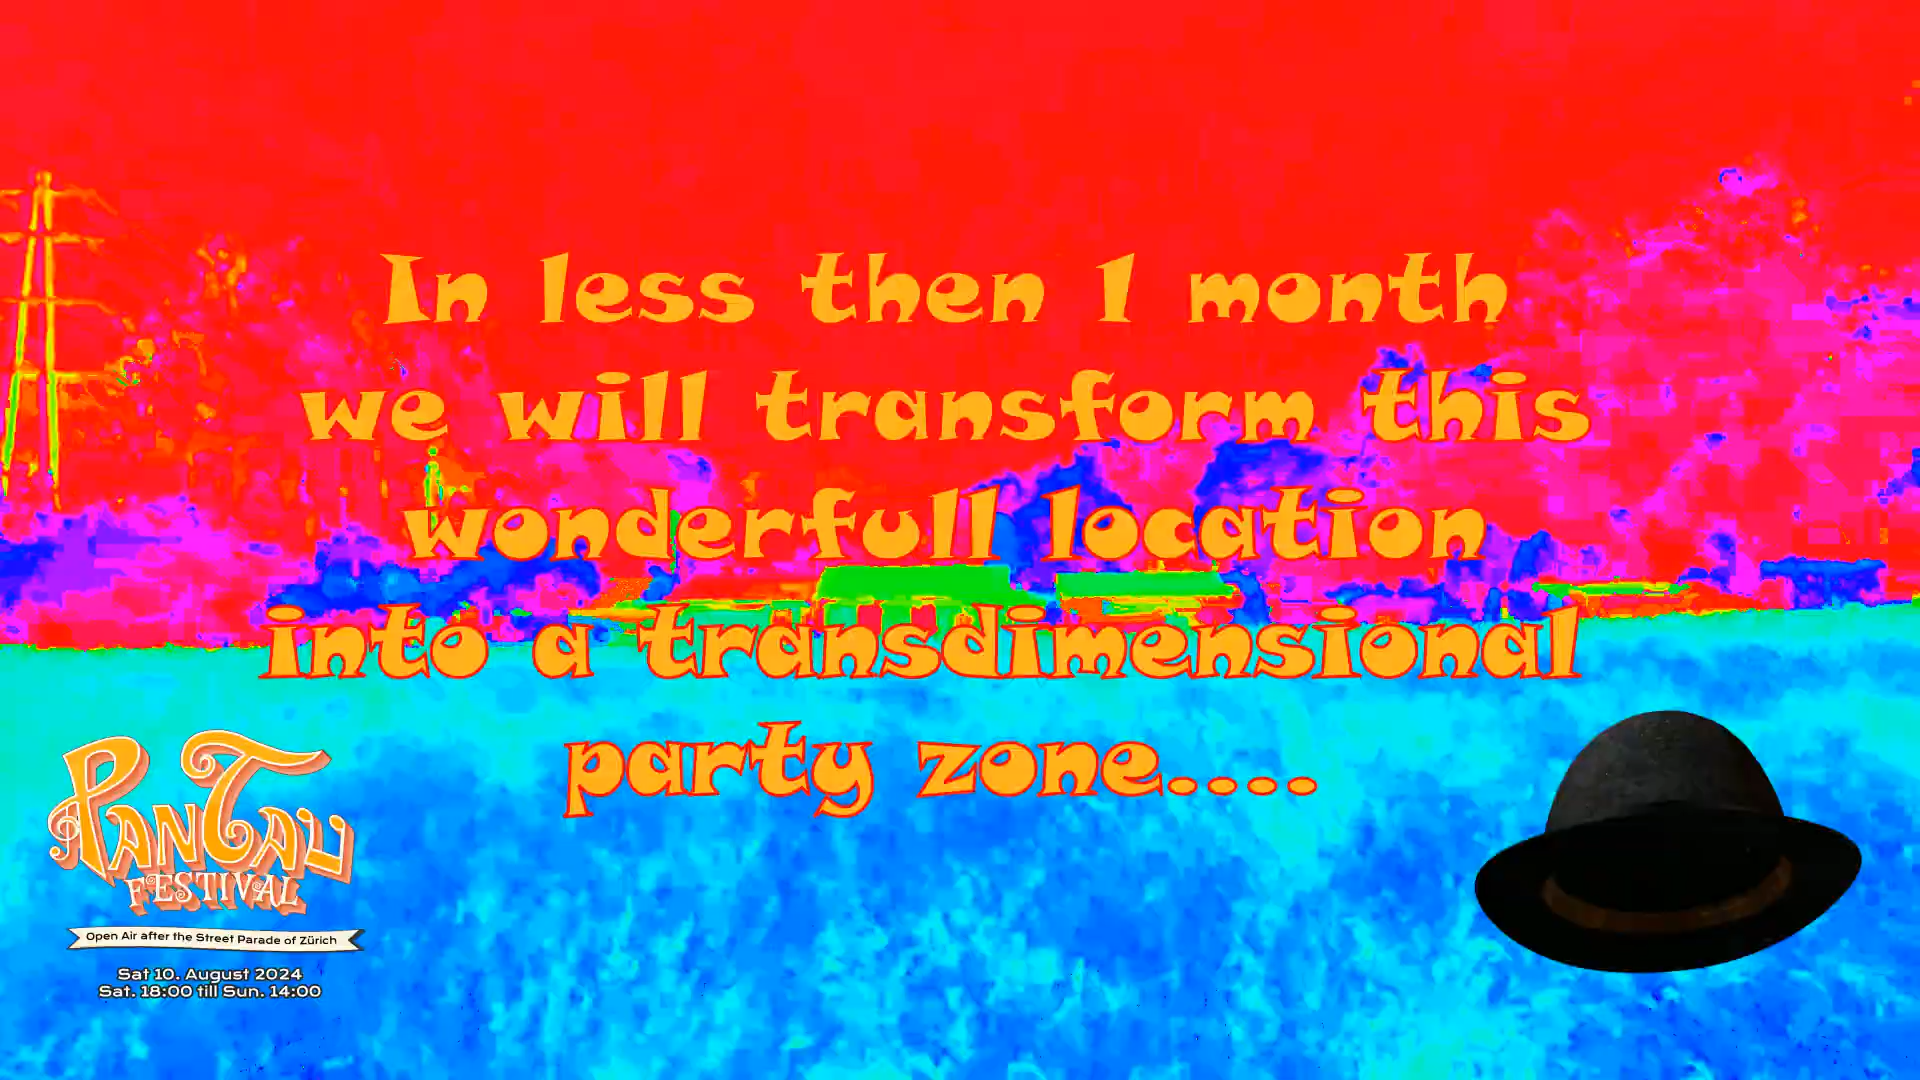 In less then 1 month
we will transform this
wonderfull location
into a transdimensional
party zone....
PanTau
FESTIVAL
Open Air after the Street Parade of Zürich
Sat 10. August 2024
Sat. 18:00 till Sun. 14:00